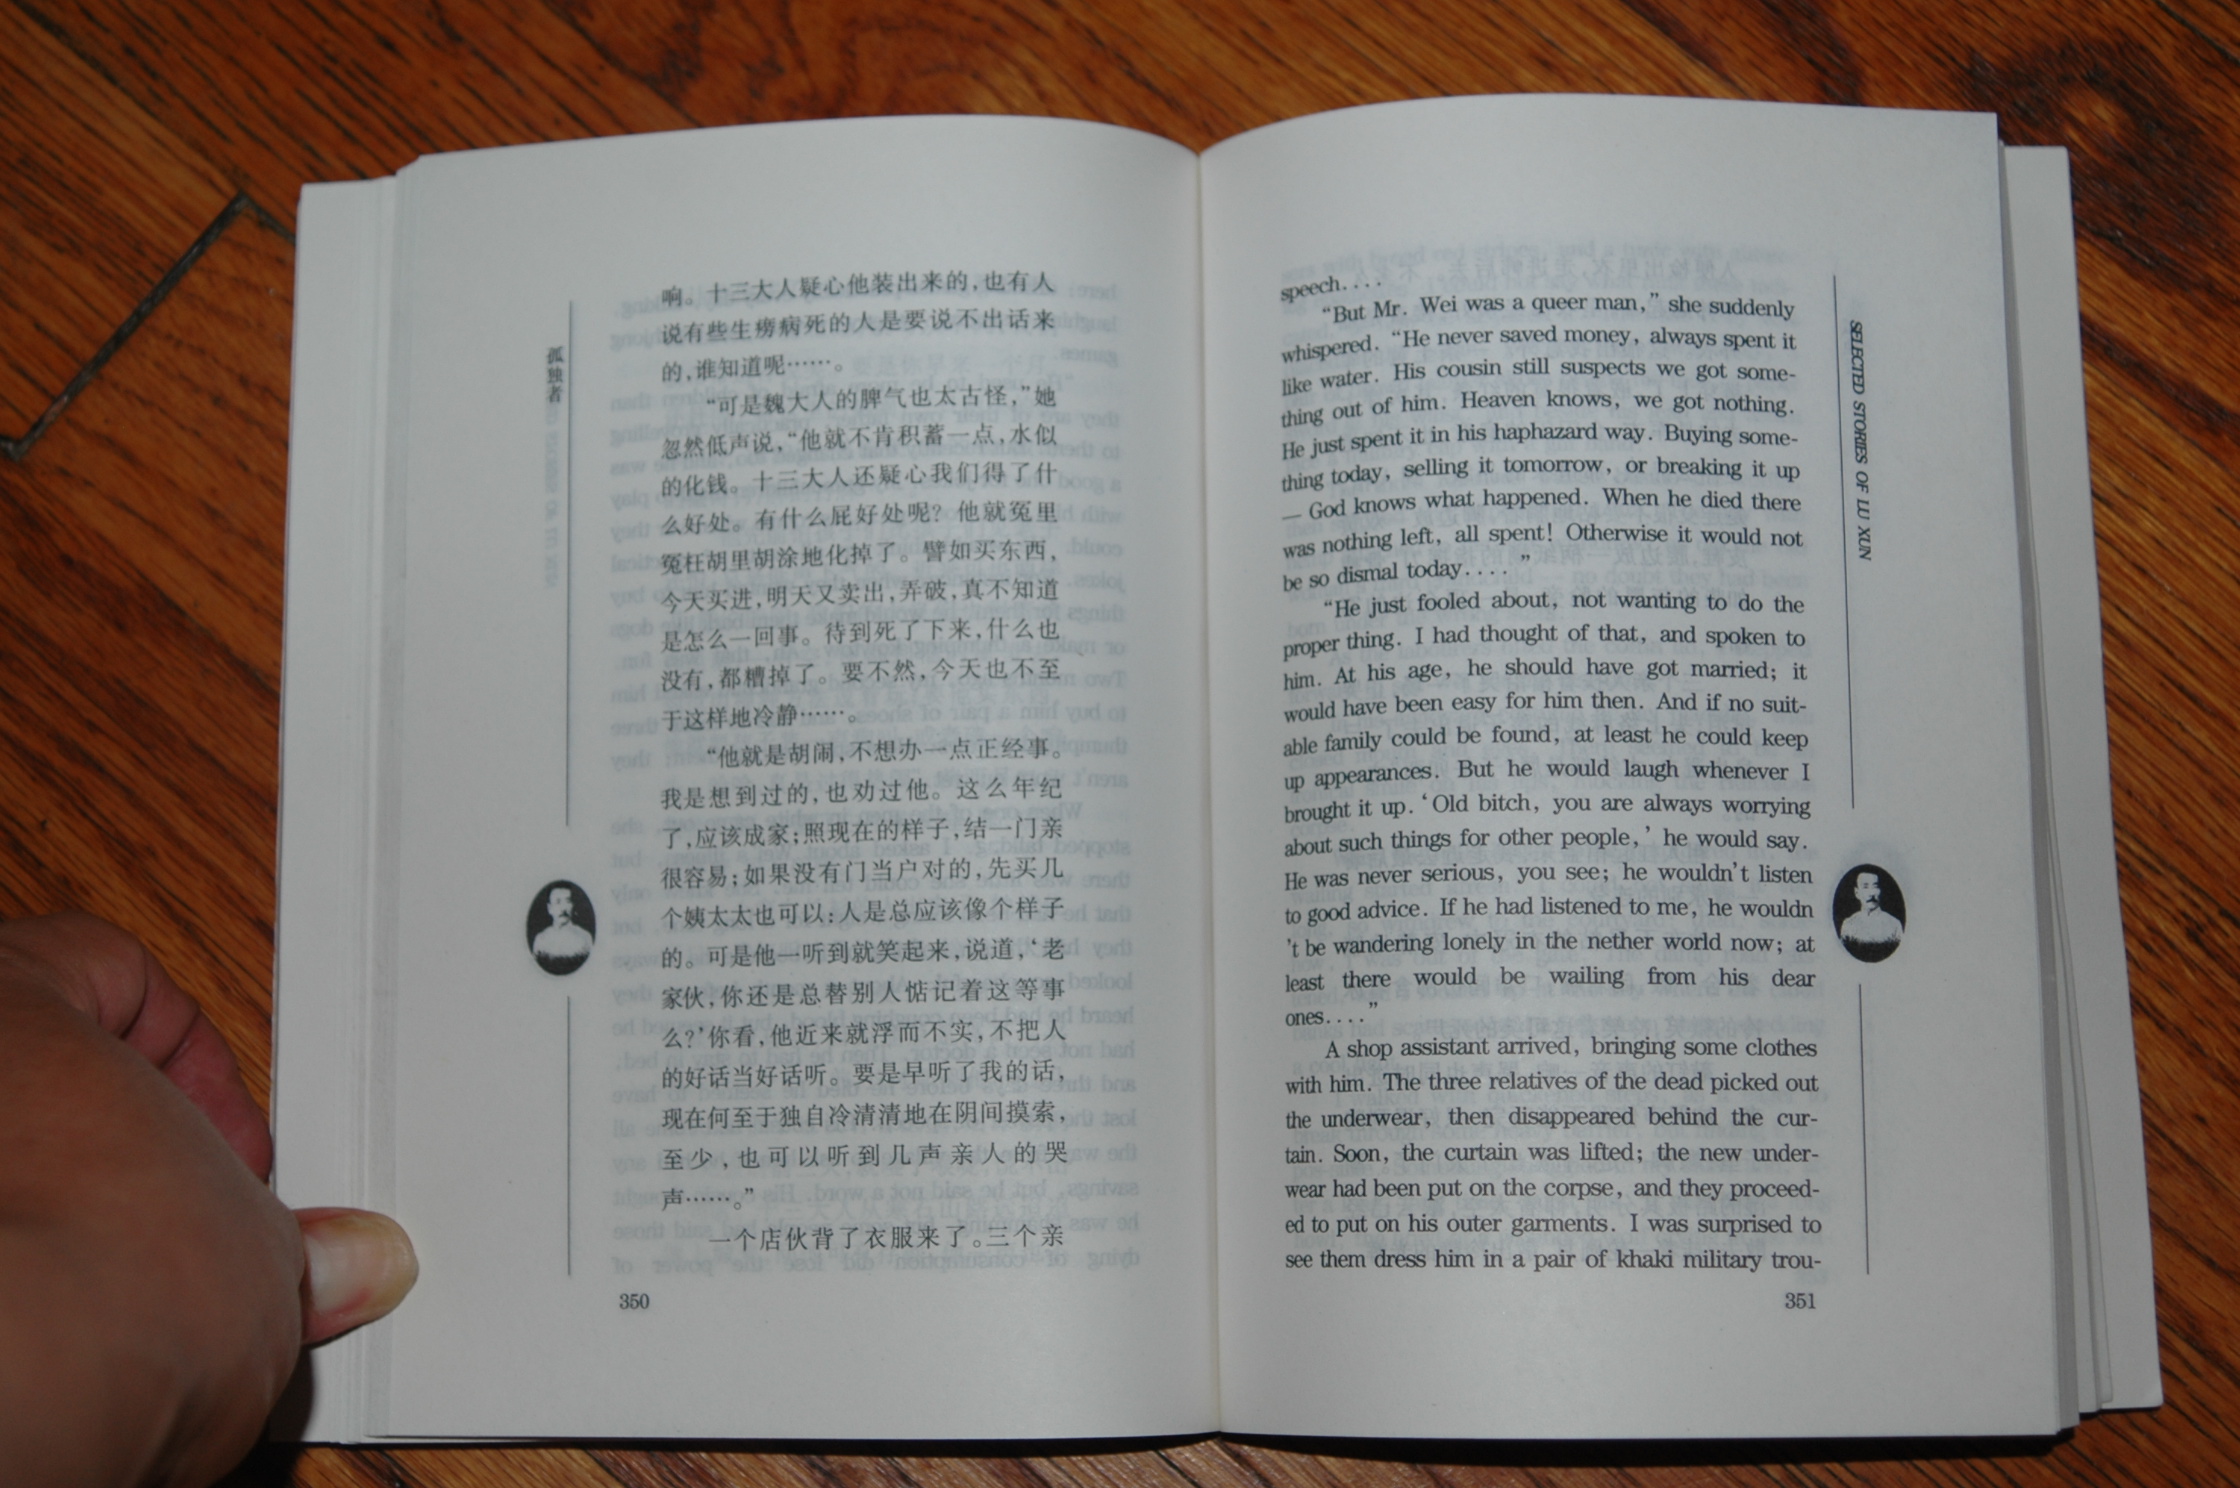 孤独者
响。十三大人疑心他装出来的,也有人
说有些生痨病死的人是要说不出话来
的,谁知道呢……。
“可是魏大人的脾气也太古怪,”她
忽然低声说,“他就不肯积蓄一点,水似
的化钱。十三大人还疑心我们得了什
么好处。有什么屁好处呢?他就冤里
冤枉胡里胡涂地化掉了。譬如买东西,
今天买进,明天又卖出,弄破,真不知道
是怎么一回事。待到死了下来,什么也
没有,都糟掉了。要不然,今天也不至
于这样地冷静……。
“他就是胡闹,不想办一点正经事。
我是想到过的,也劝过他。这么年纪
了,应该成家;照现在的样子,结一门亲
很容易;如果没有门当户对的,先买几
个姨太太也可以:人是总应该像个样子
的。可是他一听到就笑起来,说道,‘老
家伙,你还是总替别人惦记着这等事
么?’你看,他近来就浮而不实,不把人
的好话当好话听。要是早听了我的话,
现在何至于独自冷清清地在阴间摸索,
至少,也可以听到几声亲人的哭
声……。”
一个店伙背了衣服来了。三个亲
350
SELECTED STORIES OF LU XUN
speech....
“But Mr. Wei was a queer man,” she suddenly
whispered. “He never saved money, always spent it
like water. His cousin still suspects we got some-
thing out of him. Heaven knows, we got nothing.
He just spent it in his haphazard way. Buying some-
thing today, selling it tomorrow, or breaking it up
— God knows what happened. When he died there
was nothing left, all spent! Otherwise it would not
be so dismal today....”
“He just fooled about, not wanting to do the
proper thing. I had thought of that, and spoken to
him. At his age, he should have got married; it
would have been easy for him then. And if no suit-
able family could be found, at least he could keep
up appearances. But he would laugh whenever I
brought it up. ‘Old bitch, you are always worrying
about such things for other people,’ he would say.
He was never serious, you see; he wouldn't listen
to good advice. If he had listened to me, he wouldn
't be wandering lonely in the nether world now; at
least there would be wailing from his dear
ones....”
A shop assistant arrived, bringing some clothes
with him. The three relatives of the dead picked out
the underwear, then disappeared behind the cur-
tain. Soon, the curtain was lifted; the new under-
wear had been put on the corpse, and they proceed-
ed to put on his outer garments. I was surprised to
see them dress him in a pair of khaki military trou-
351